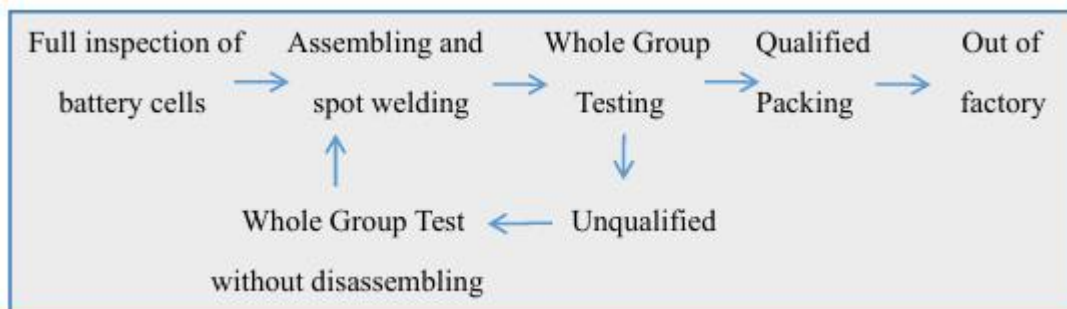 Full inspection of
battery cells
Assembling and
spot welding
Whole Group
Testing
Qualified
Packing
Out of
factory
Unqualified
Whole Group Test
without disassembling